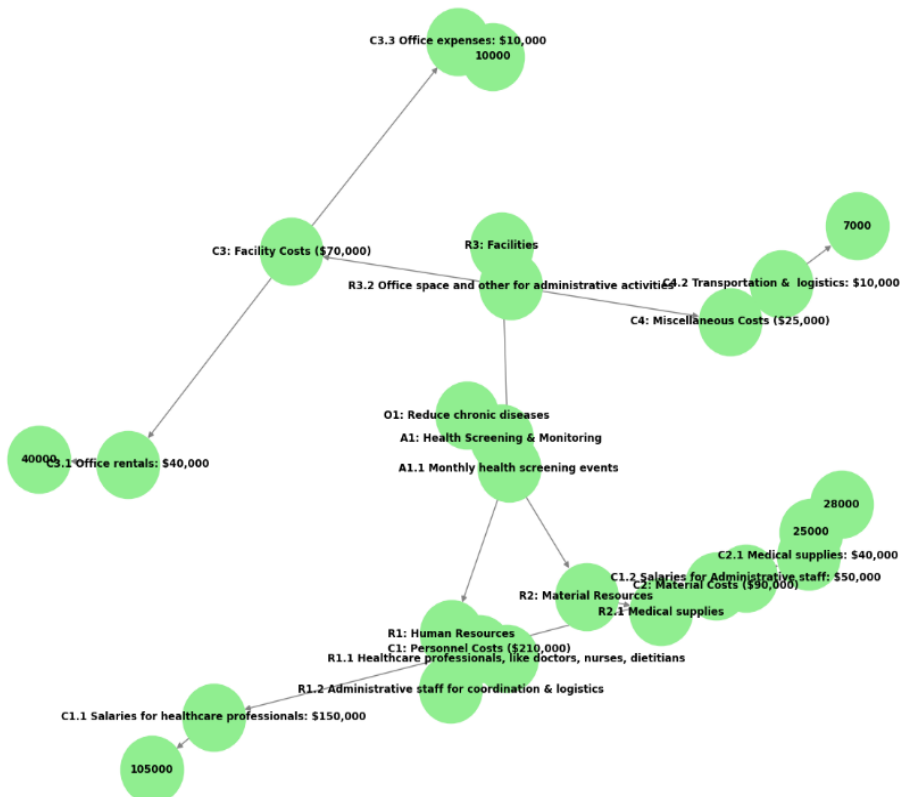 C3.3 Office expenses: $10,000
10000
7000
R3: Facilities
C3: Facility Costs ($70,000)
R3.2 Office space and other for administrative activities
C4.2 Transportation &  logistics: $10,000
C4: Miscellaneous Costs ($25,000)
O1: Reduce chronic diseases
A1: Health Screening & Monitoring
40000
C3.1 Office rentals: $40,000
A1.1 Monthly health screening events
28000
25000
C2.1 Medical supplies: $40,000
C1.2 Salaries for Administrative staff: $50,000
C2: Material Costs ($90,000)
R2: Material Resources
R2.1 Medical supplies
R1: Human Resources
C1: Personnel Costs ($210,000)
R1.1 Healthcare professionals, like doctors, nurses, dietitians
R1.2 Administrative staff for coordination & logistics
C1.1 Salaries for healthcare professionals: $150,000
105000